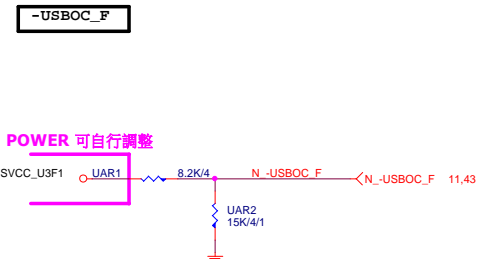 -USBOC_F
POWER 可自行調整
SVCC_U3F1 UAR1 8.2K/4 N_-USBOC_F N_-USBOC_F 11,43
UAR2
15K/4/1